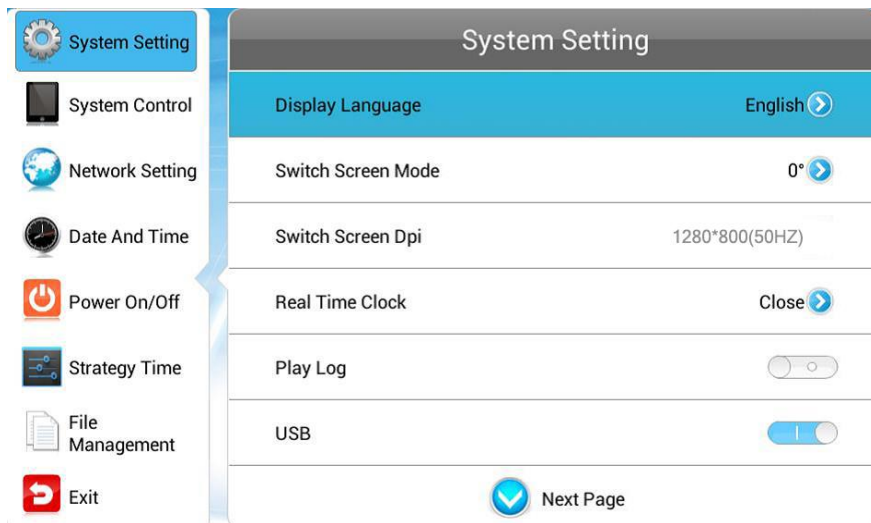 System Setting
System Control
Network Setting
Date And Time
Power On/Off
Strategy Time
File
Management
Exit
System Setting
Display Language English
Switch Screen Mode 0°
Switch Screen Dpi 1280*800(50HZ)
Real Time Clock Close
Play Log
USB
Next Page